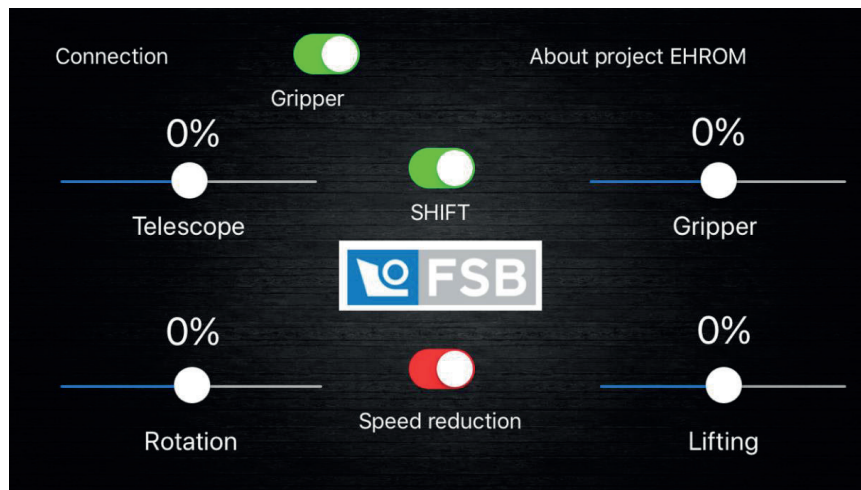 Connection
About project EHROM
Gripper
0%
0%
SHIFT
Telescope
Gripper
FSB
0%
0%
Speed reduction
Rotation
Lifting